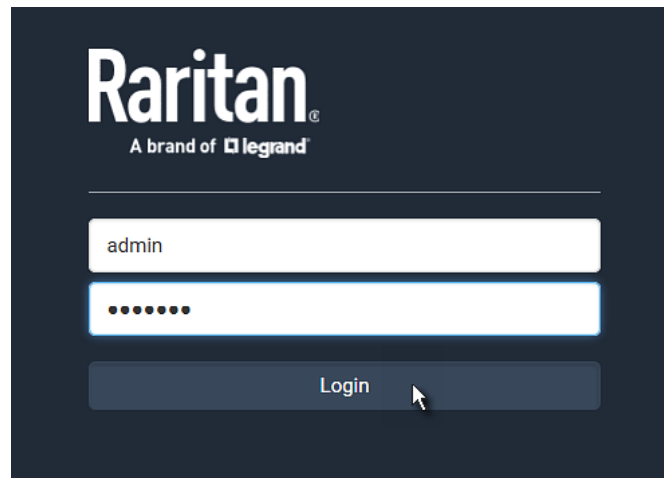 Raritan®
A brand of legrand®
admin
•••••••
Login